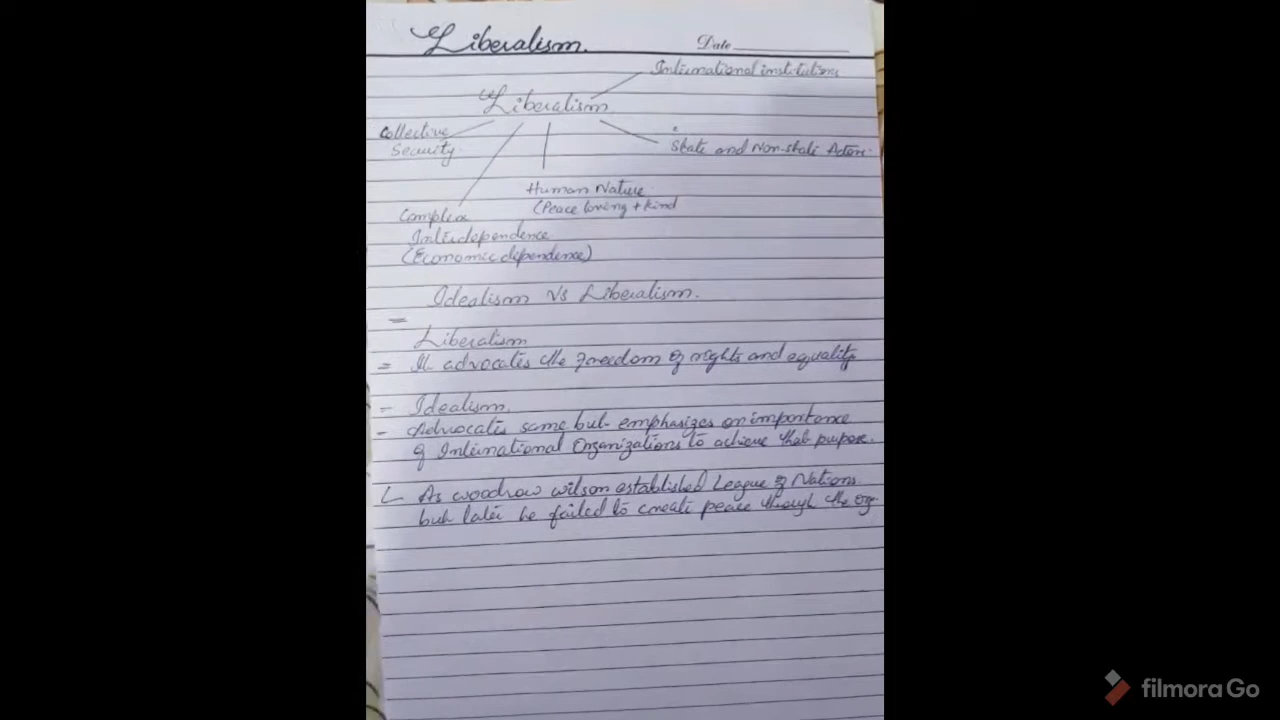 Liberalism.
Date
International institutions
Liberalism
Collective
Security
State and Non-state Actors.
Human Nature
(Peace loving + kind
Complex
Interdependence
(Economic dependence)
Idealism Vs Liberalism.
=
Liberalism
= It advocates the freedom of rights and equality
- Idealism.
- Advocates same but emphasizes on importance
of International Organizations to achieve that purpose.
As woodrow wilson established League of Nations
but later he failed to create peace through the org
filmora Go